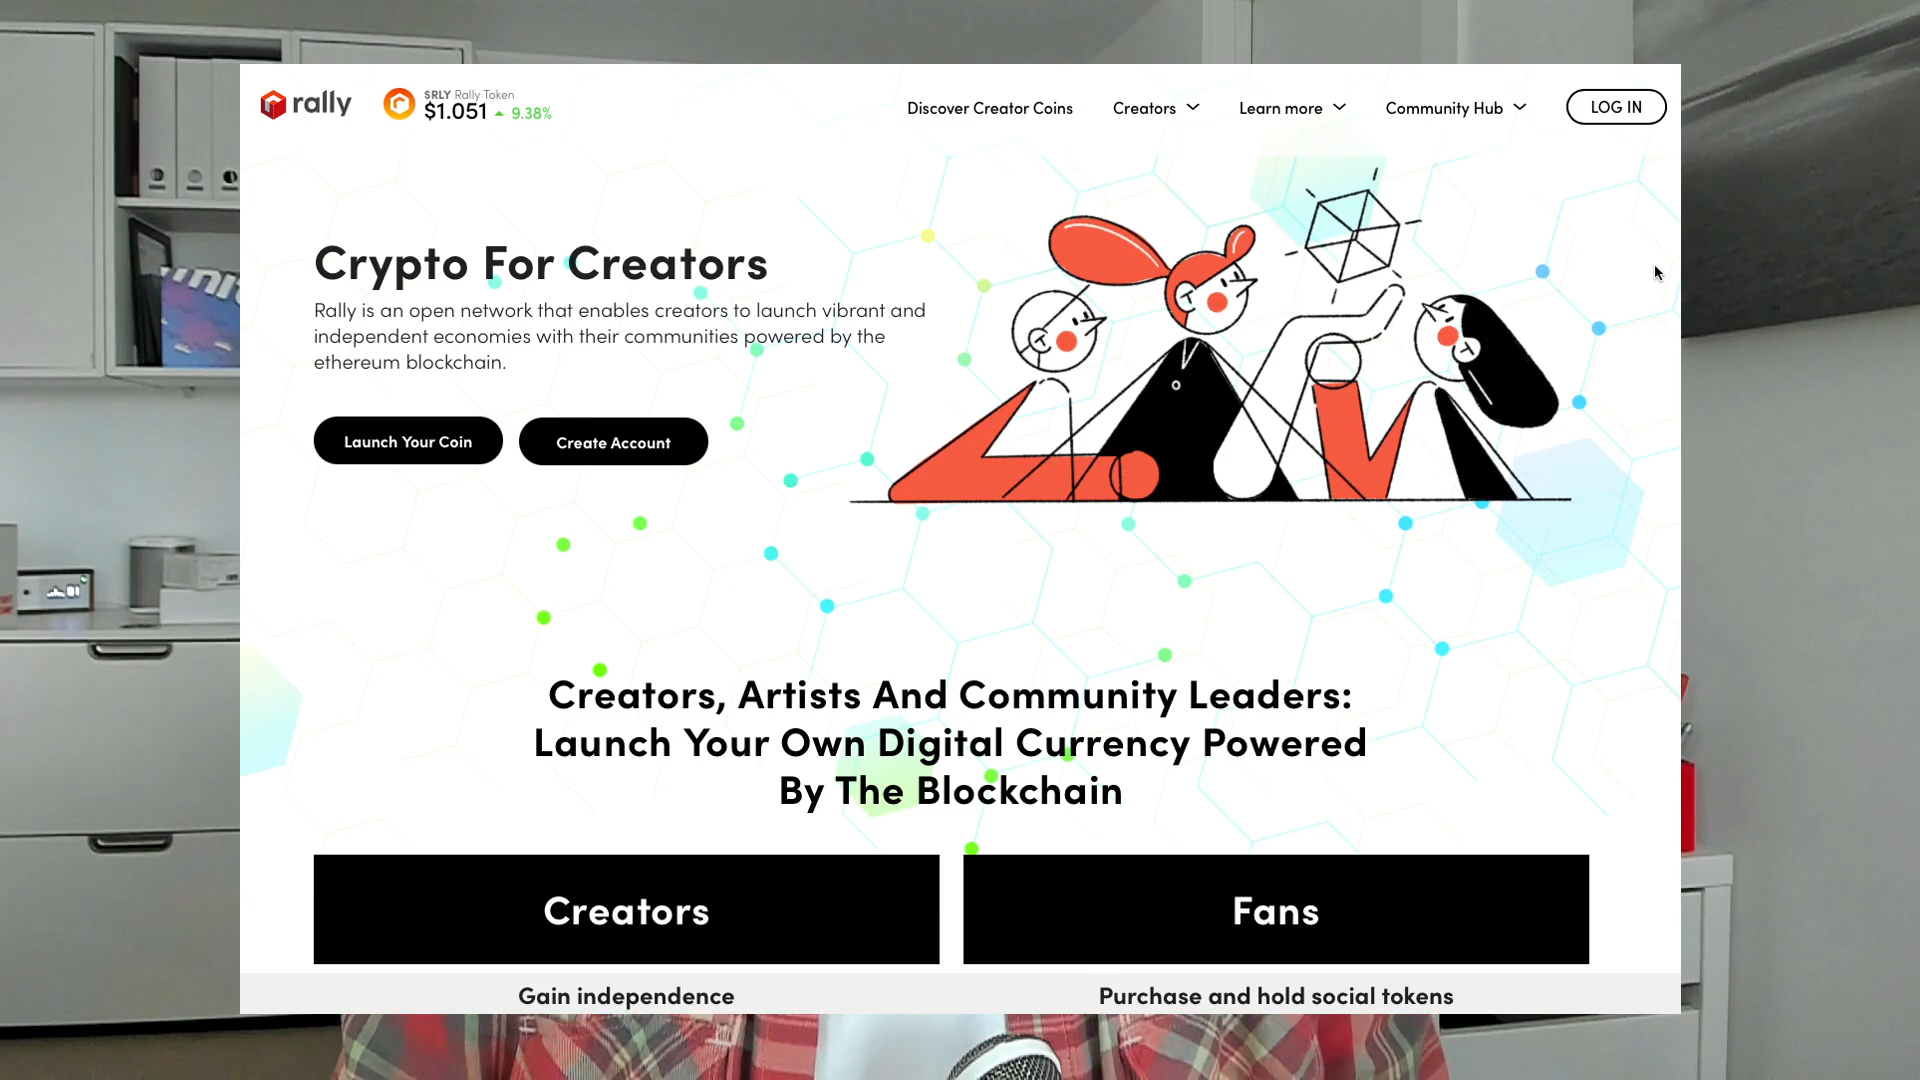 rally
$RLY Rally Token
$1.051 9.38%
Discover Creator Coins
Creators
Learn more
Community Hub
LOG IN
Crypto For Creators
Rally is an open network that enables creators to launch vibrant and
independent economies with their communities powered by the
ethereum blockchain.
Launch Your Coin
Create Account
Creators, Artists And Community Leaders:
Launch Your Own Digital Currency Powered
By The Blockchain
Creators
Fans
Gain independence
Purchase and hold social tokens